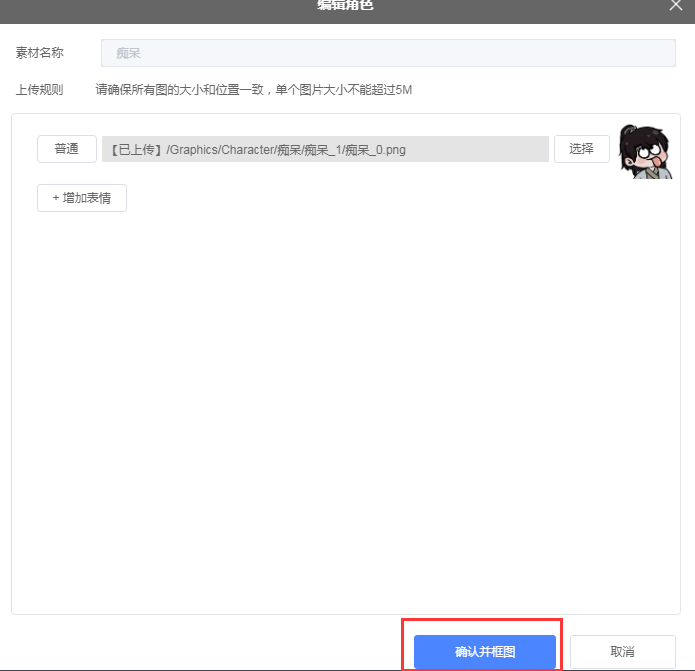 编辑角色
素材名称 痴呆
上传规则 请确保所有图的大小和位置一致，单个图片大小不能超过5M
普通 【已上传】/Graphics/Character/痴呆/痴呆_1/痴呆_0.png 选择
+ 增加表情
确认并框图 取消